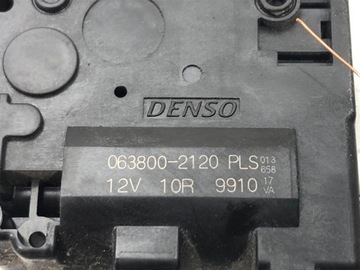 DENSO
063800-2120 PLS 013 658
12V 10R 9910 17 VA